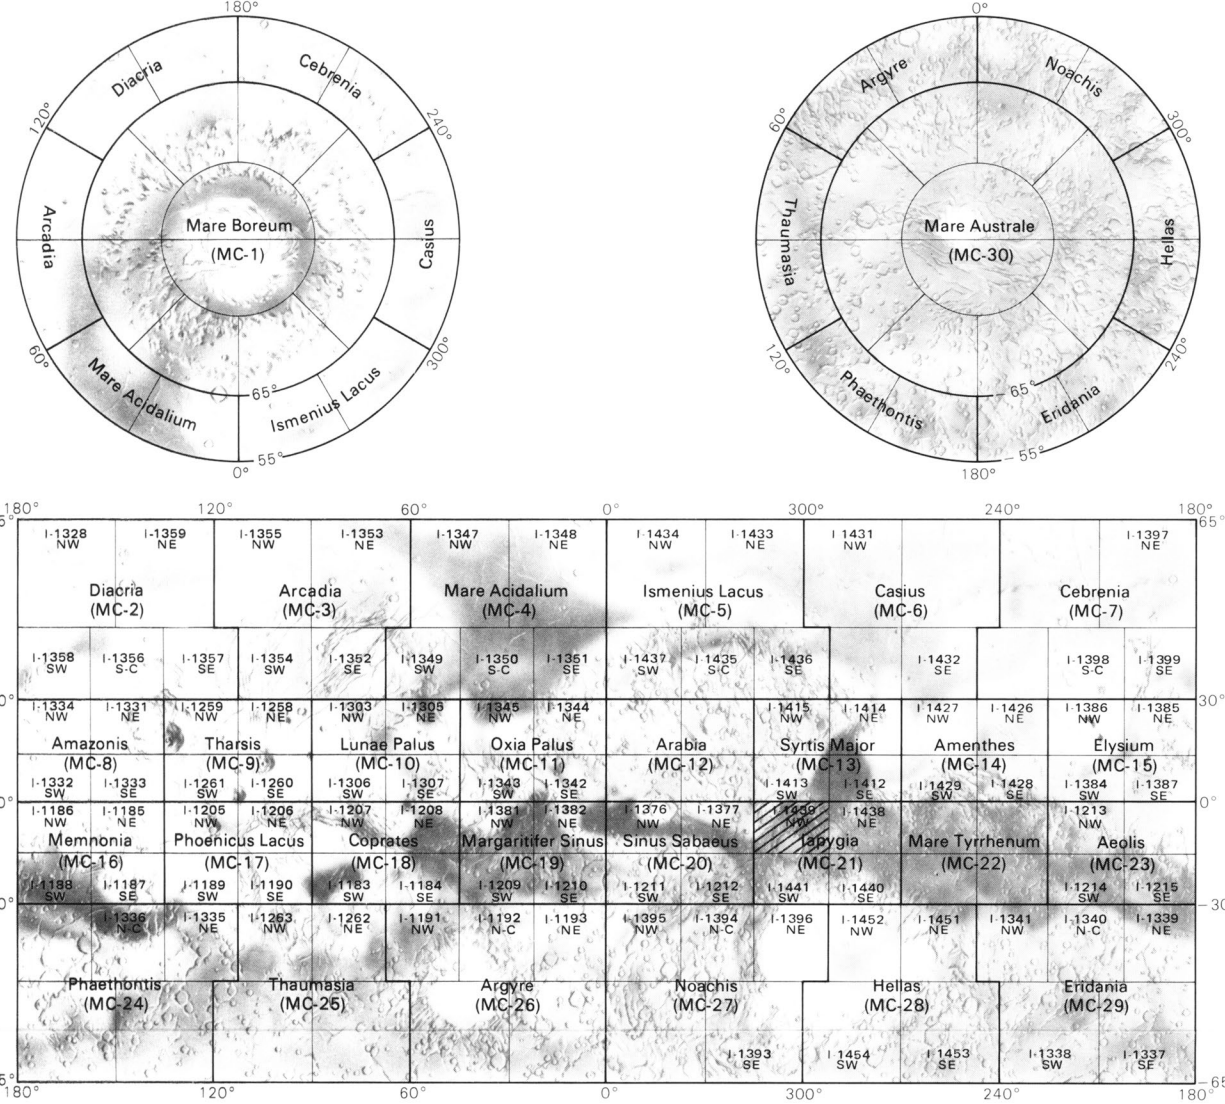 180°
Diacria
Cebrenia
120°
240°
Arcadia
Mare Boreum
(MC-1)
Casius
60°
300°
Mare Acidalium
65°
Ismenius Lacus
55°
0°
0°
Argyre
Noachis
60°
300°
Thaumasia
Mare Australe
(MC-30)
Hellas
120°
240°
Phaethontis
-65°
Eridania
-55°
180°
180° 120° 60° 0° 300° 240° 180°
5° 65°
I-1328 I-1359 I-1355 I-1353 I-1347 I-1348 I-1434 I-1433 I 1431 I-1397
NW NE NW NE NW NE NW NE NW NE
Diacria Arcadia Mare Acidalium Ismenius Lacus Casius Cebrenia
(MC-2) (MC-3) (MC-4) (MC-5) (MC-6) (MC-7)
I-1358 I-1356 I-1357 I-1354 I-1352 I-1349 I-1350 I-1351 I-1437 I-1435 I-1436 I-1432 I-1398 I-1399
SW S-C SE SW SE SW S-C SE SW S-C SE SE S-C SE
0° 30°
I-1334 I-1331 I-1259 I-1258 I-1303 I-1305 I-1345 I-1344 I-1415 I-1414 I-1427 I-1426 I-1386 I-1385
NW NE NW NE NW NE NW NE NW NE NW NE NW NE
Amazonis Tharsis Lunae Palus Oxia Palus Arabia Syrtis Major Amenthes Elysium
(MC-8) (MC-9) (MC-10) (MC-11) (MC-12) (MC-13) (MC-14) (MC-15)
I-1332 I-1333 I-1261 I-1260 I-1306 I-1307 I-1343 I-1342 I-1413 I-1412 I-1429 I-1428 I-1384 I-1387
SW SE SW SE SW SE SW SE SW SE SW SE SW SE
0° 0°
I-1186 I-1185 I-1205 I-1206 I-1207 I-1208 I-1381 I-1382 I-1376 I-1377 I-1439 I-1438 I-1213
NW NE NW NE NW NE NW NE NW NE NW NE NW
Memnonia Phoenicus Lacus Coprates Margaritifer Sinus Sinus Sabaeus Iapygia Mare Tyrrhenum Aeolis
(MC-16) (MC-17) (MC-18) (MC-19) (MC-20) (MC-21) (MC-22) (MC-23)
I-1188 I-1187 I-1189 I-1190 I-1183 I-1184 I-1209 I-1210 I-1211 I-1212 I-1441 I-1440 I-1214 I-1215
SW SE SW SE SW SE SW SE SW SE SW SE SW SE
0° -30°
I-1336 I-1335 I-1263 I-1262 I-1191 I-1192 I-1193 I-1395 I-1394 I-1396 I-1452 I-1451 I-1341 I-1340 I-1339
N-C NE NW NE NW N-C NE NW N-C NE NW NE NW N-C NE
Phaethontis Thaumasia Argyre Noachis Hellas Eridania
(MC-24) (MC-25) (MC-26) (MC-27) (MC-28) (MC-29)
I-1393 I-1454 I-1453 I-1338 I-1337
SE SW SE SW SE
5° -65°
180° 120° 60° 0° 300° 240° 180°